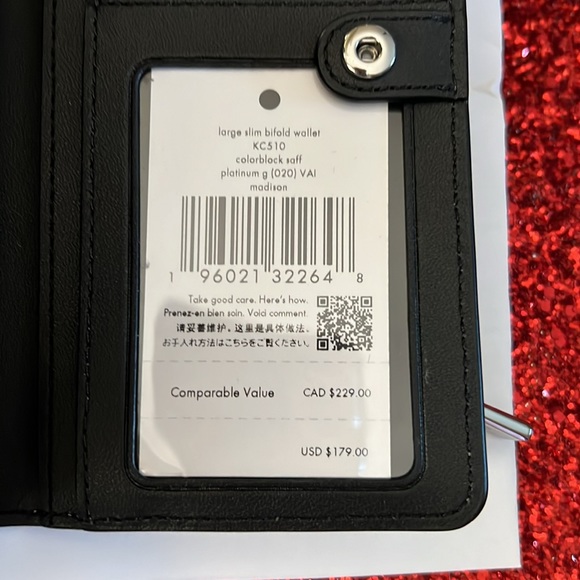 large slim bifold wallet
KC510
colorblock saff
platinum g (020) VAI
madison
1 96021 32264 8
Take good care. Here's how.
Prenez-en bien soin. Void comment.
请妥善维护。这里是具体做法。
お手入れ方法はこちらをご覧ください。
Comparable Value CAD $229.00
USD $179.00